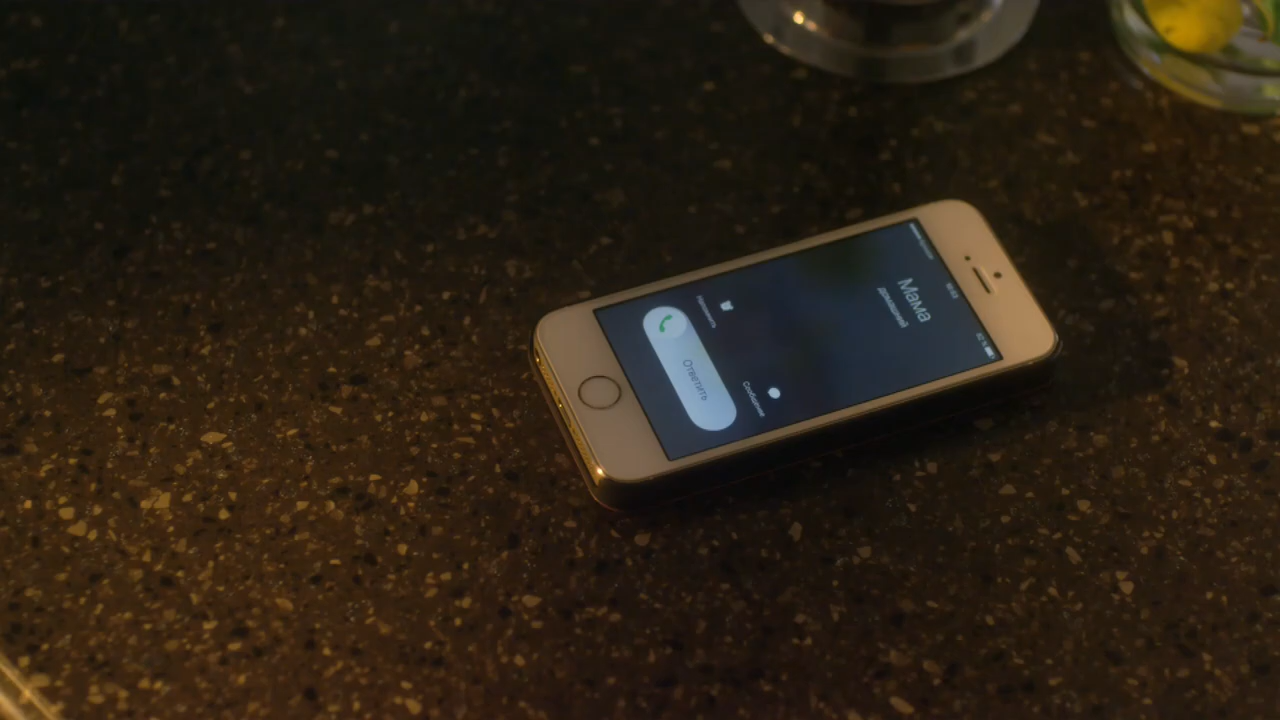 Мама
домашний
Напомнить
Сообщение
Ответить